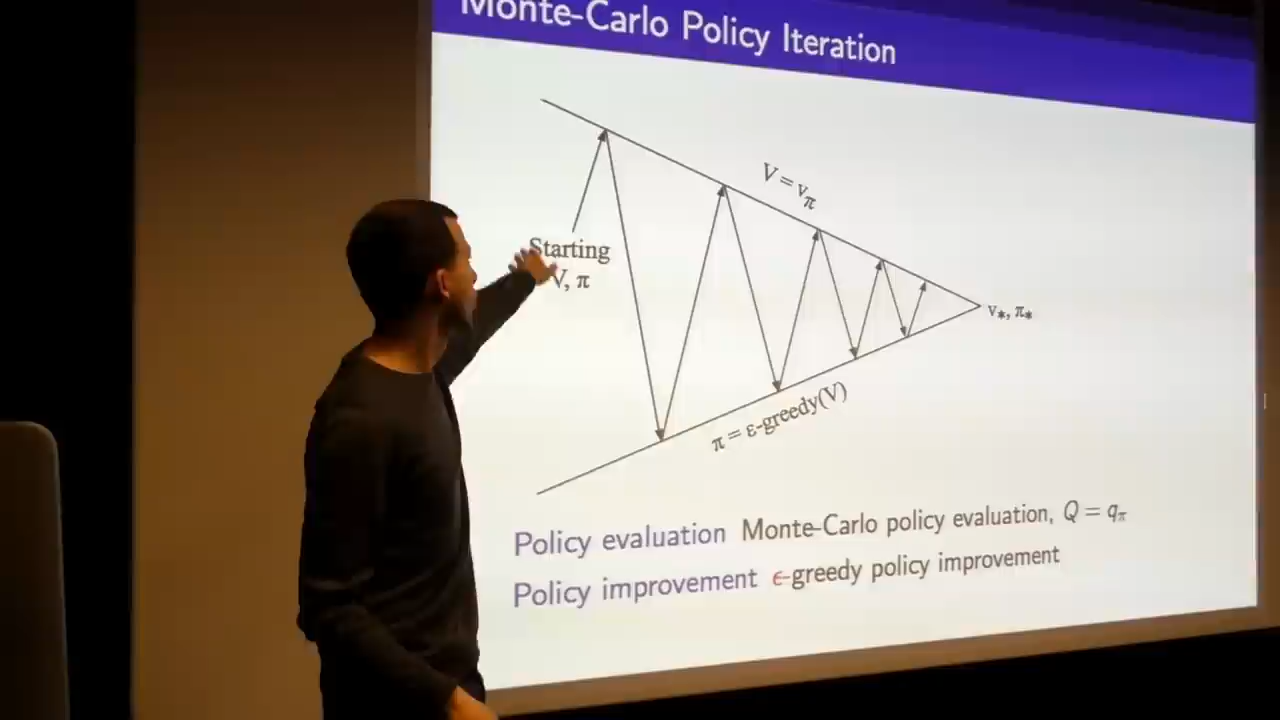 Monte-Carlo Policy Iteration
V = vπ
Starting
V, π
v*, π*
π = ε-greedy(V)
Policy evaluation Monte-Carlo policy evaluation, Q = qπ
Policy improvement ϵ-greedy policy improvement